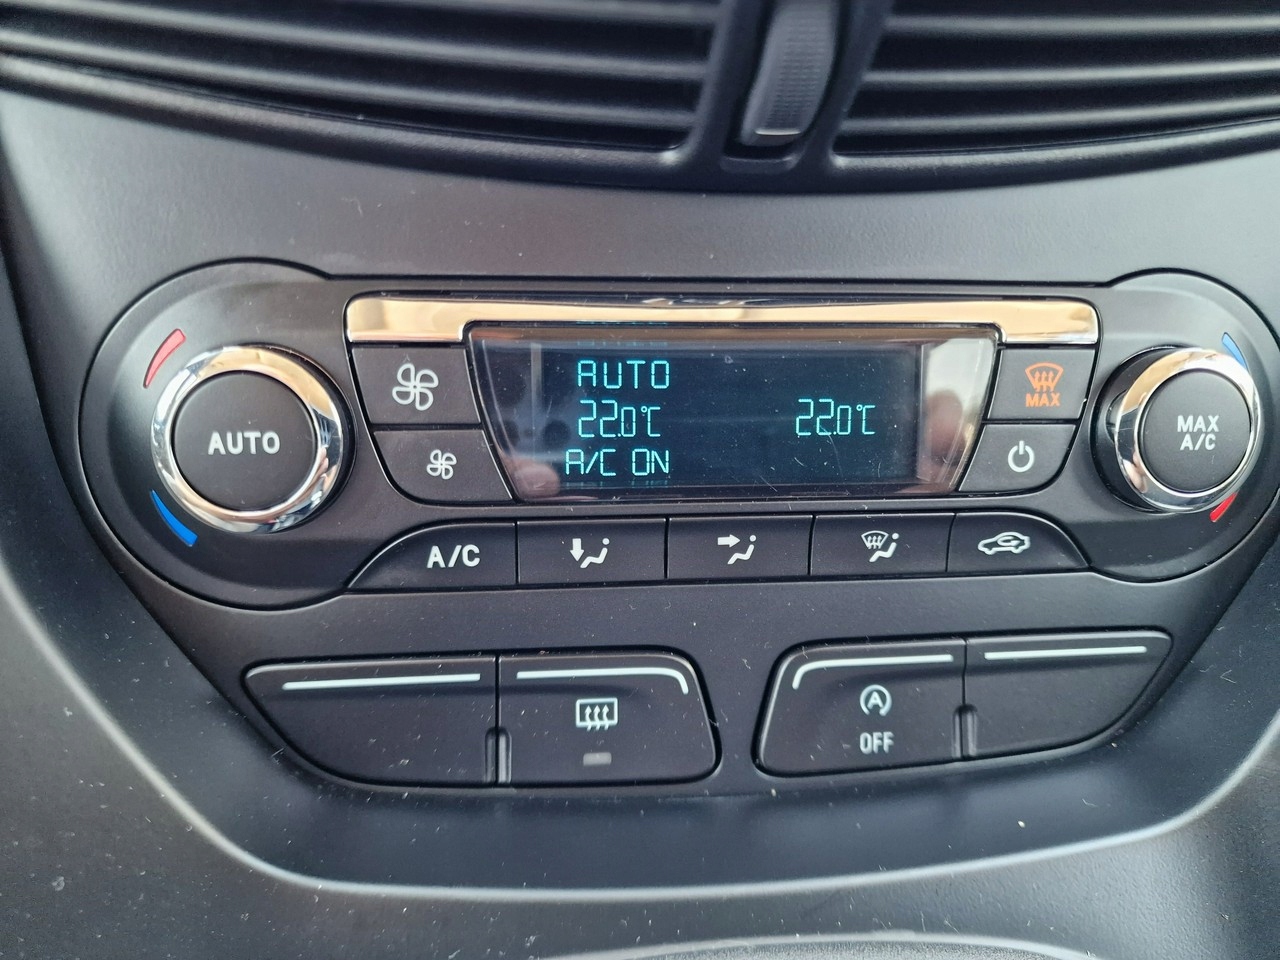 AUTO
22.0°C 22.0°C
A/C ON
MAX
AUTO
MAX
A/C
A/C
A
OFF